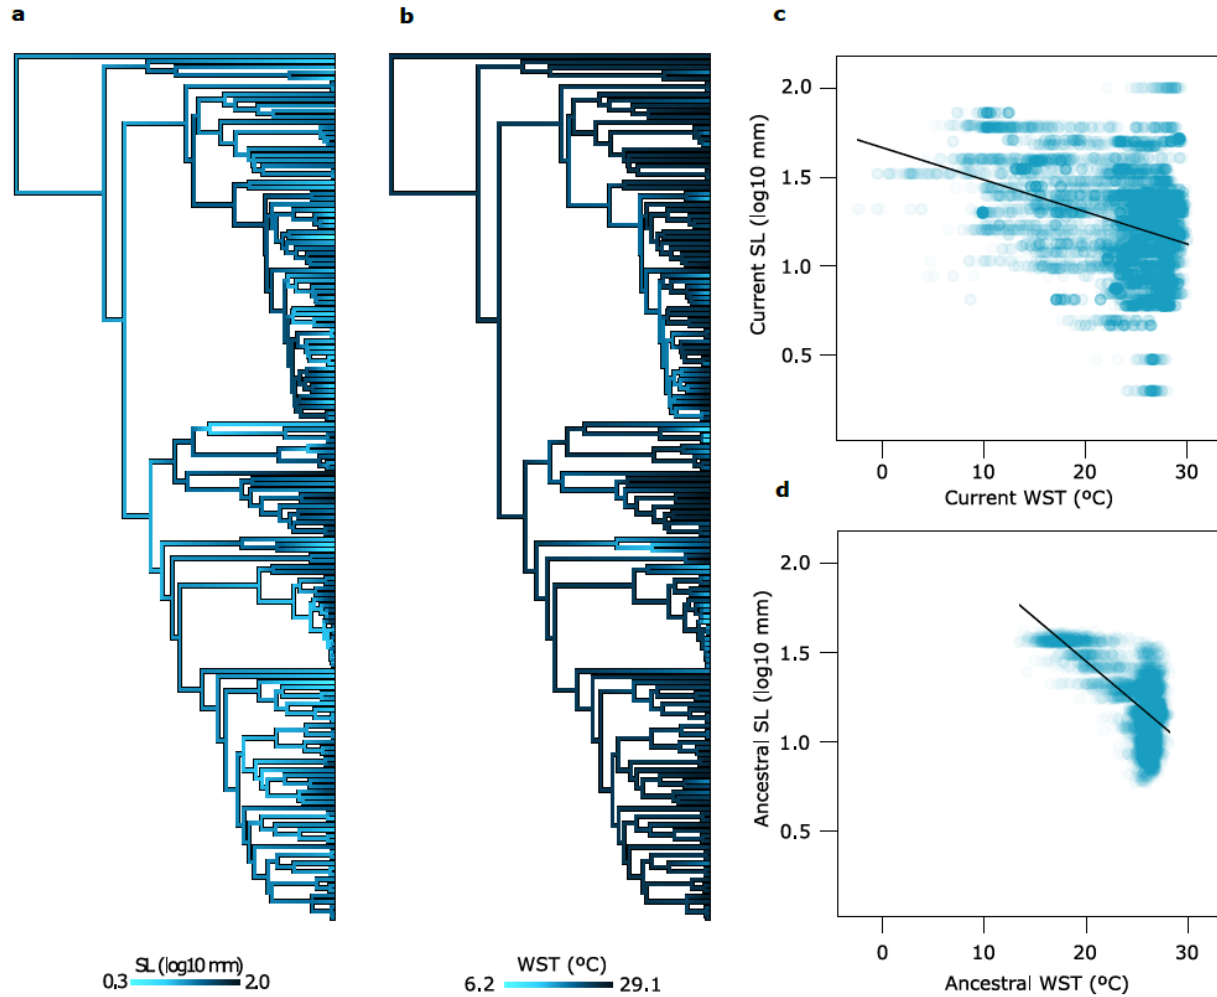 a
b
c
2.0
1.5
1.0
0.5
Current SL (log10 mm)
0
10
20
30
Current WST (ºC)
d
2.0
1.5
1.0
0.5
Ancestral SL (log10 mm)
0
10
20
30
Ancestral WST (ºC)
SL (log10 mm)
0.3 2.0
WST (ºC)
6.2 29.1